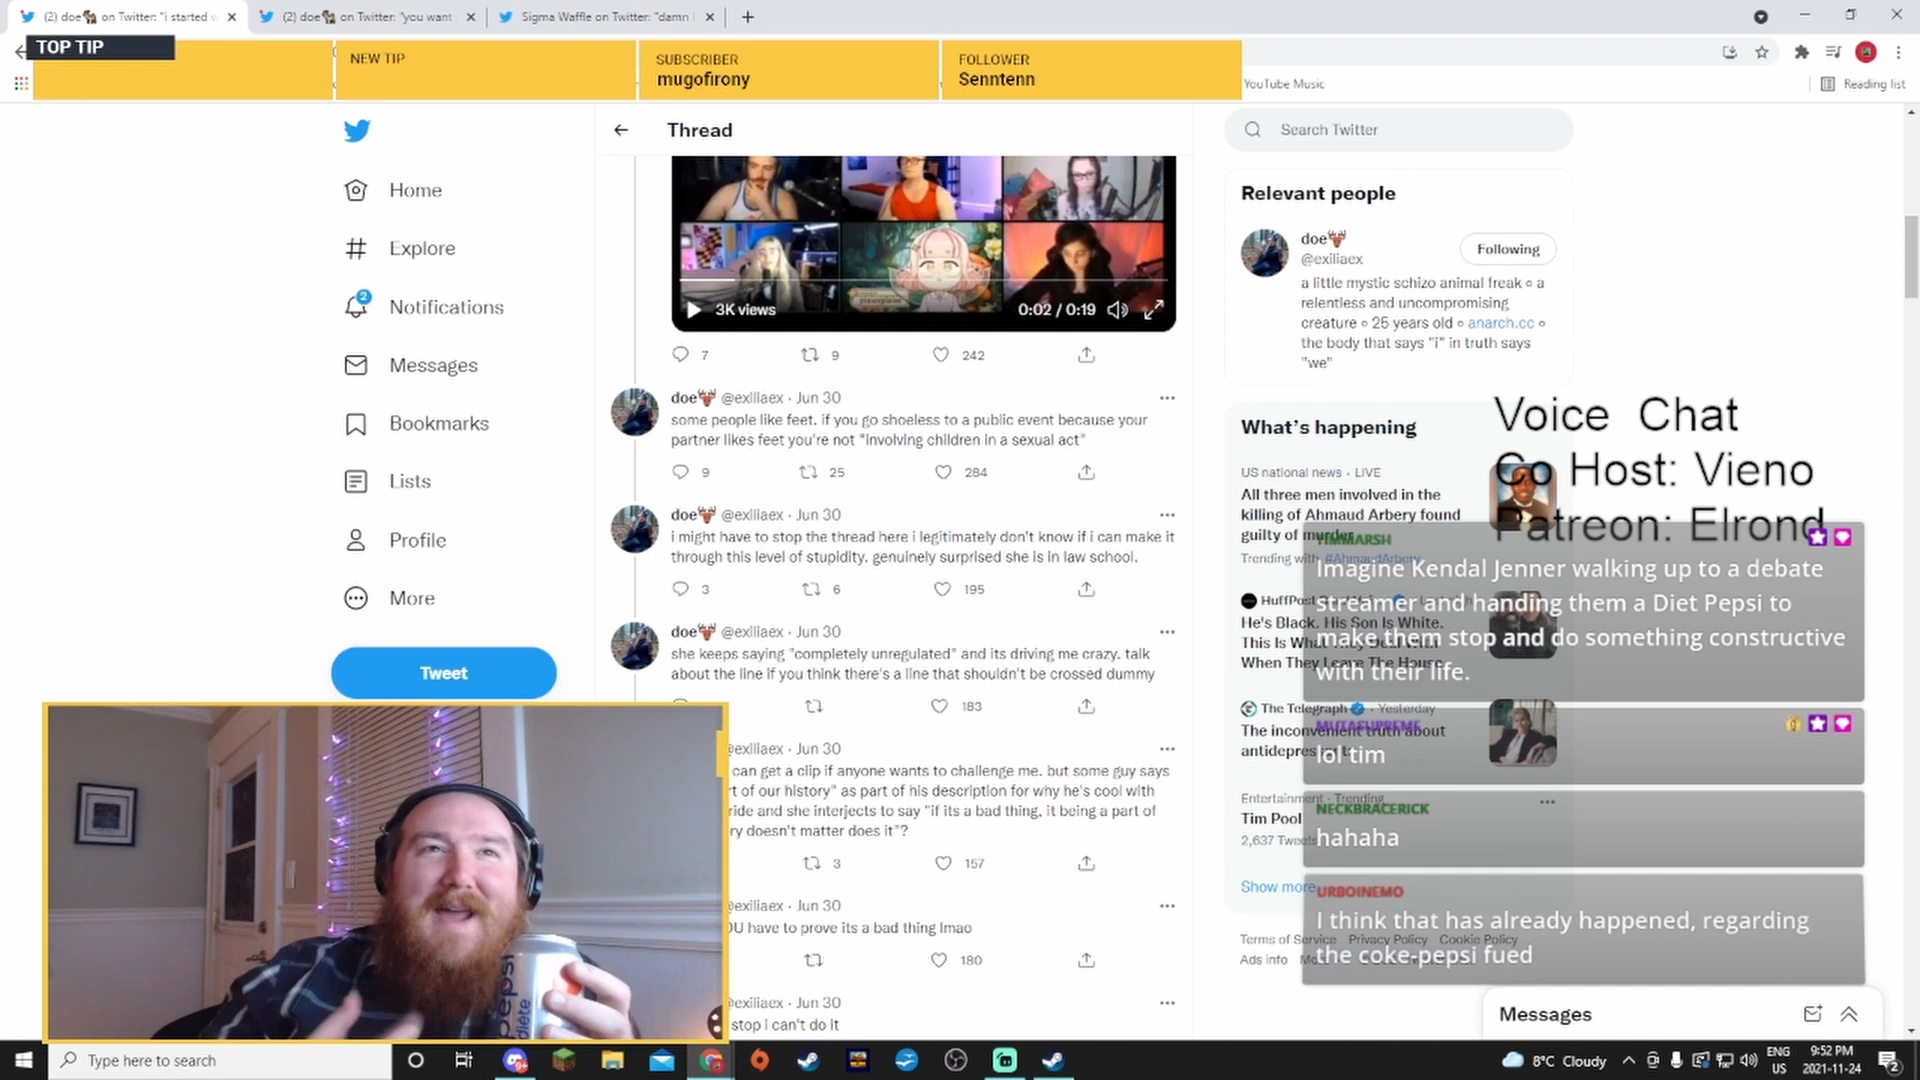 (2) doe on Twitter: "i started w
(2) doe on Twitter: "you want
Sigma Waffle on Twitter: "damn
TOP TIP
NEW TIP
SUBSCRIBER
mugofirony
FOLLOWER
Senntenn
YouTube Music
Reading list
Thread
Search Twitter
Home
Explore
2
Notifications
Messages
Bookmarks
Lists
Profile
More
Tweet
3K views
0:02 / 0:19
7
9
242
doe @exiliaex · Jun 30
some people like feet. if you go shoeless to a public event because your
partner likes feet you're not "involving children in a sexual act"
9
25
284
doe @exiliaex · Jun 30
i might have to stop the thread here i legitimately don't know if i can make it
through this level of stupidity. genuinely surprised she is in law school.
3
6
195
doe @exiliaex · Jun 30
she keeps saying "completely unregulated" and its driving me crazy. talk
about the line if you think there's a line that shouldn't be crossed dummy
183
exiliaex · Jun 30
can get a clip if anyone wants to challenge me. but some guy says
rt of our history" as part of his description for why he's cool with
ride and she interjects to say "if its a bad thing, it being a part of
ry doesn't matter does it"?
3
157
exiliaex · Jun 30
OU have to prove its a bad thing lmao
180
exiliaex · Jun 30
stop i can't do it
Relevant people
doe
@exiliaex
Following
a little mystic schizo animal freak ० a
relentless and uncompromising
creature ० 25 years old ० anarch.cc ०
the body that says "i" in truth says
"we"
What's happening
US national news · LIVE
All three men involved in the
killing of Ahmaud Arbery found
guilty of murder
Trending with #AhmaudArbery
HuffPost
He's Black. His Son Is White.
This Is What They Deal With
When They Leave The House
The Telegraph · Yesterday
The inconvenient truth about
Entertainment · Trending
Tim Pool
2,637 Tweets
Show more
Terms of Service Privacy Policy Cookie Policy
Ads info
Voice Chat
Co Host: Vieno
Patreon: Elrond
TIMMARSH
Imagine Kendal Jenner walking up to a debate
streamer and handing them a Diet Pepsi to
make them stop and do something constructive
with their life.
MUTASUPREME
lol tim
NECKBRACERICK
hahaha
URBOINEMO
I think that has already happened, regarding
the coke-pepsi fued
Messages
pepsi
diète
Type here to search
8°C Cloudy
ENG
US
9:52 PM
2021-11-24
2